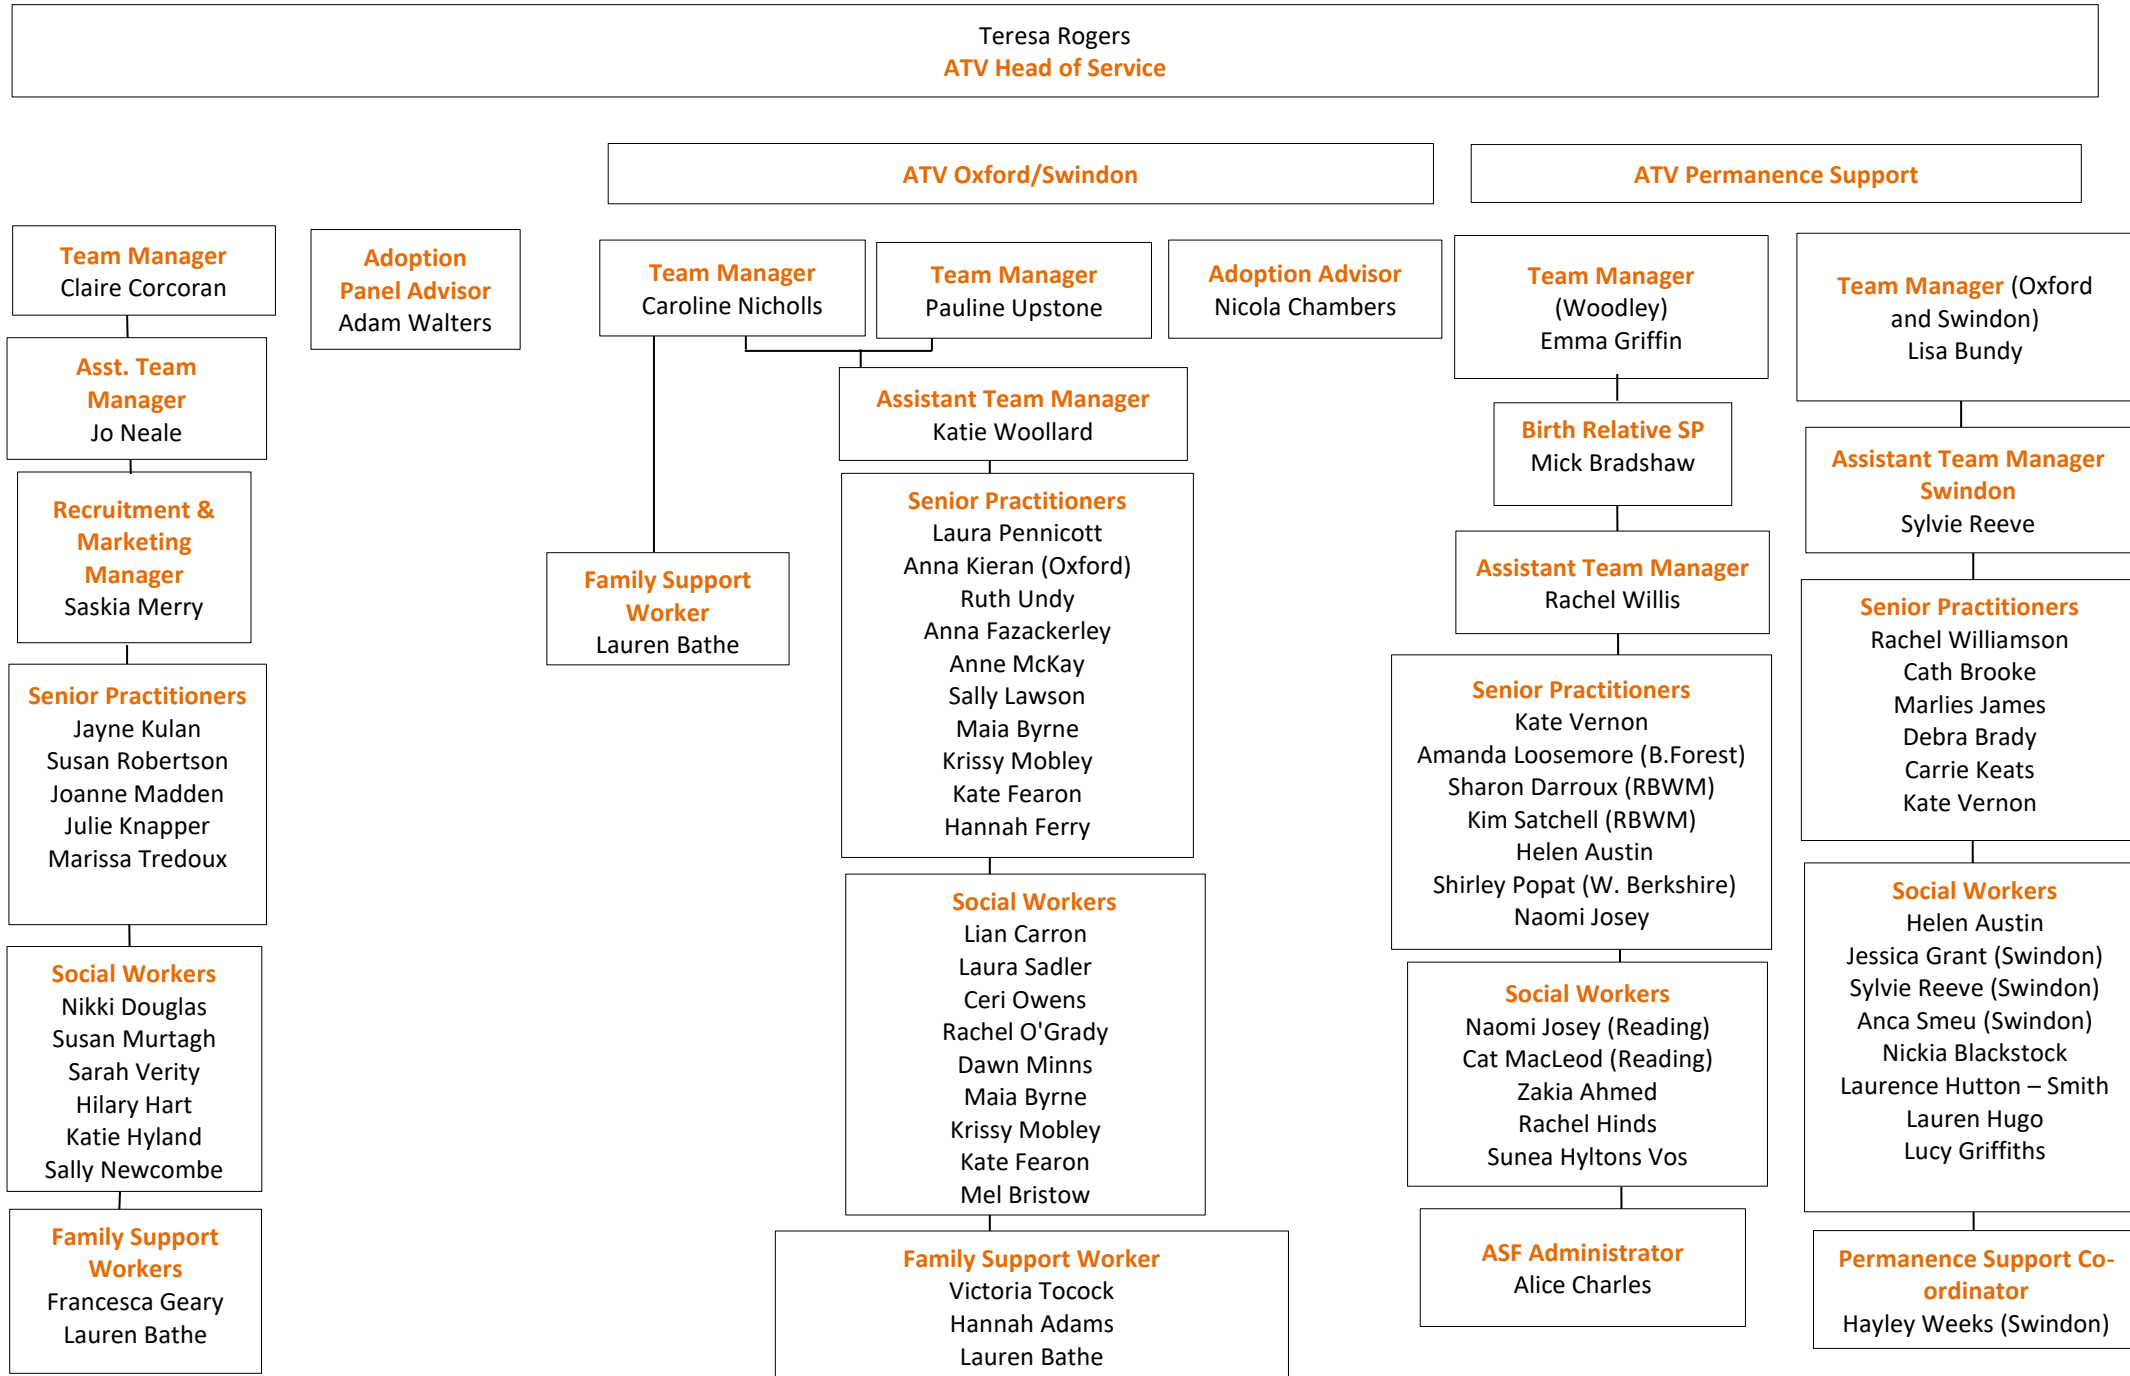 Teresa Rogers
ATV Head of Service
ATV Oxford/Swindon
ATV Permanence Support
Team Manager
Claire Corcoran
Asst. Team
Manager
Jo Neale
Recruitment &
Marketing
Manager
Saskia Merry
Senior Practitioners
Jayne Kulan
Susan Robertson
Joanne Madden
Julie Knapper
Marissa Tredoux
Social Workers
Nikki Douglas
Susan Murtagh
Sarah Verity
Hilary Hart
Katie Hyland
Sally Newcombe
Family Support
Workers
Francesca Geary
Lauren Bathe
Adoption
Panel Advisor
Adam Walters
Team Manager
Caroline Nicholls
Team Manager
Pauline Upstone
Adoption Advisor
Nicola Chambers
Family Support
Worker
Lauren Bathe
Assistant Team Manager
Katie Woollard
Senior Practitioners
Laura Pennicott
Anna Kieran (Oxford)
Ruth Undy
Anna Fazackerley
Anne McKay
Sally Lawson
Maia Byrne
Krissy Mobley
Kate Fearon
Hannah Ferry
Social Workers
Lian Carron
Laura Sadler
Ceri Owens
Rachel O'Grady
Dawn Minns
Maia Byrne
Krissy Mobley
Kate Fearon
Mel Bristow
Family Support Worker
Victoria Tocock
Hannah Adams
Lauren Bathe
Team Manager
(Woodley)
Emma Griffin
Birth Relative SP
Mick Bradshaw
Assistant Team Manager
Rachel Willis
Senior Practitioners
Kate Vernon
Amanda Loosemore (B.Forest)
Sharon Darroux (RBWM)
Kim Satchell (RBWM)
Helen Austin
Shirley Popat (W. Berkshire)
Naomi Josey
Social Workers
Naomi Josey (Reading)
Cat MacLeod (Reading)
Zakia Ahmed
Rachel Hinds
Sunea Hyltons Vos
ASF Administrator
Alice Charles
Team Manager (Oxford
and Swindon)
Lisa Bundy
Assistant Team Manager
Swindon
Sylvie Reeve
Senior Practitioners
Rachel Williamson
Cath Brooke
Marlies James
Debra Brady
Carrie Keats
Kate Vernon
Social Workers
Helen Austin
Jessica Grant (Swindon)
Sylvie Reeve (Swindon)
Anca Smeu (Swindon)
Nickia Blackstock
Laurence Hutton – Smith
Lauren Hugo
Lucy Griffiths
Permanence Support Co-
ordinator
Hayley Weeks (Swindon)